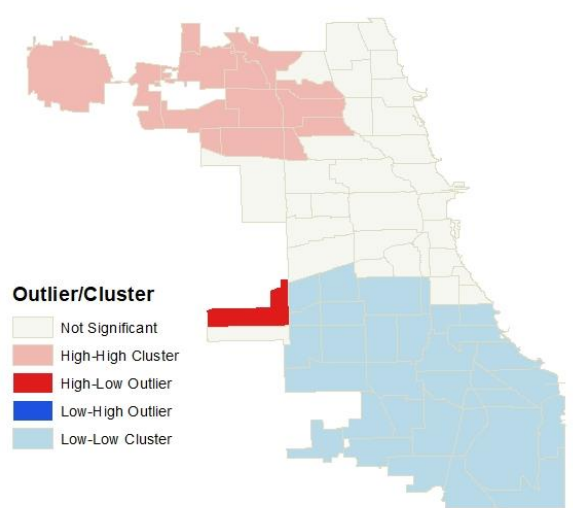 Outlier/Cluster
Not Significant
High-High Cluster
High-Low Outlier
Low-High Outlier
Low-Low Cluster